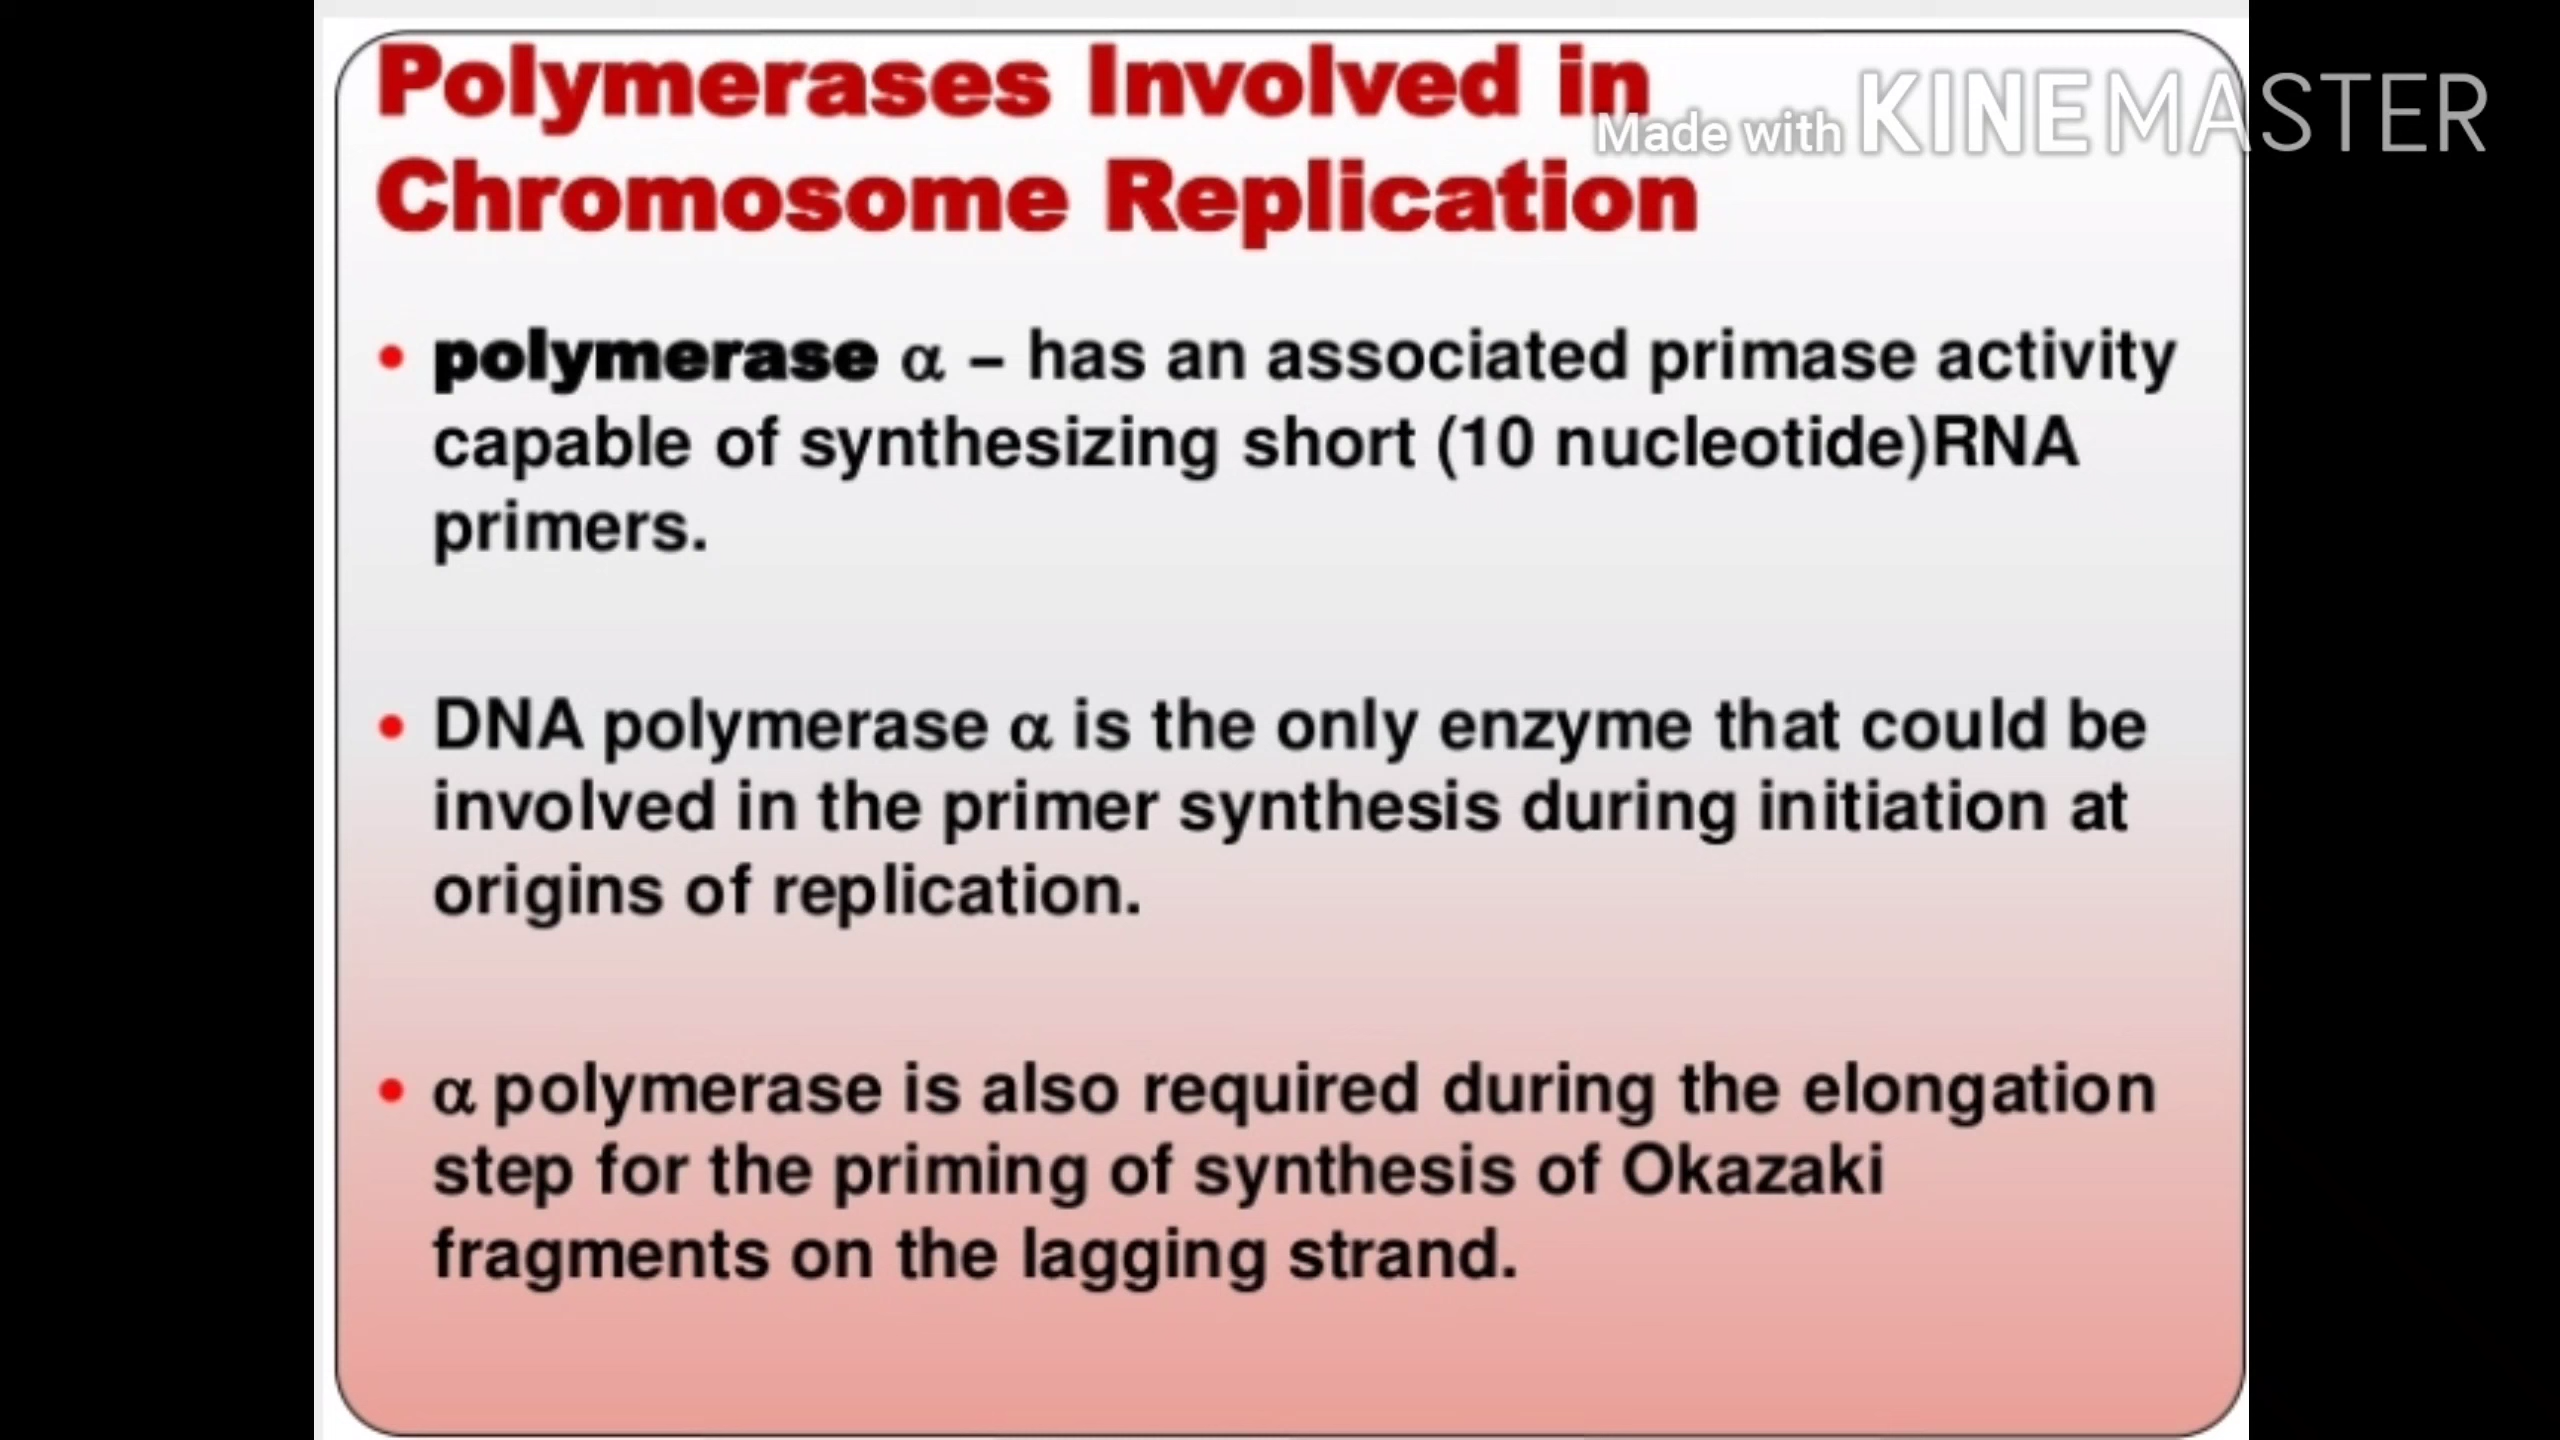 Polymerases Involved in
Made with KINEMASTER
Chromosome Replication
• polymerase α – has an associated primase activity
capable of synthesizing short (10 nucleotide)RNA
primers.
• DNA polymerase α is the only enzyme that could be
involved in the primer synthesis during initiation at
origins of replication.
• α polymerase is also required during the elongation
step for the priming of synthesis of Okazaki
fragments on the lagging strand.